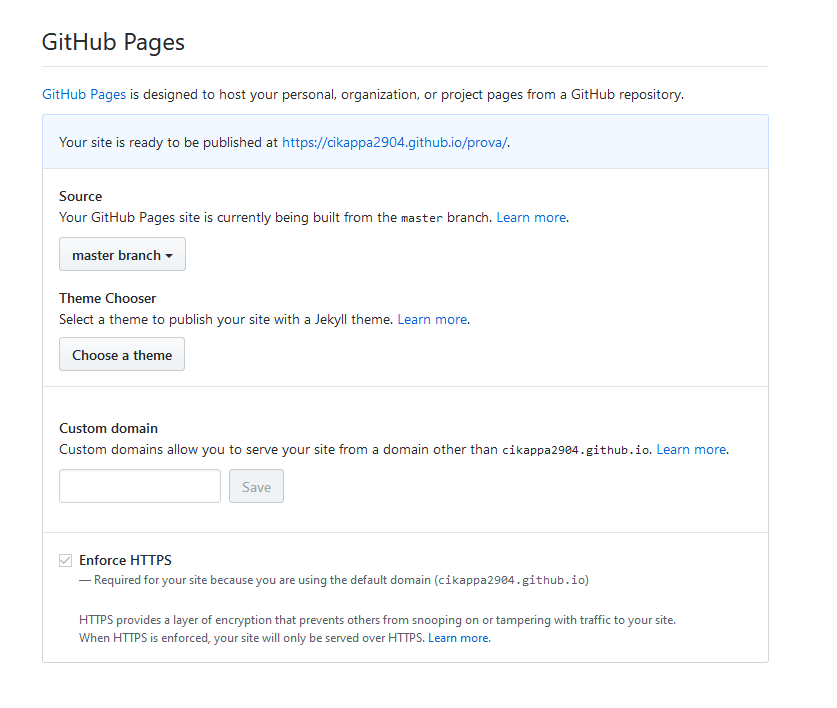 GitHub Pages
GitHub Pages is designed to host your personal, organization, or project pages from a GitHub repository.
Your site is ready to be published at https://cikappa2904.github.io/prova/.
Source
Your GitHub Pages site is currently being built from the master branch. Learn more.
master branch
Theme Chooser
Select a theme to publish your site with a Jekyll theme. Learn more.
Choose a theme
Custom domain
Custom domains allow you to serve your site from a domain other than cikappa2904.github.io. Learn more.
Save
Enforce HTTPS
— Required for your site because you are using the default domain (cikappa2904.github.io)
HTTPS provides a layer of encryption that prevents others from snooping on or tampering with traffic to your site.
When HTTPS is enforced, your site will only be served over HTTPS. Learn more.